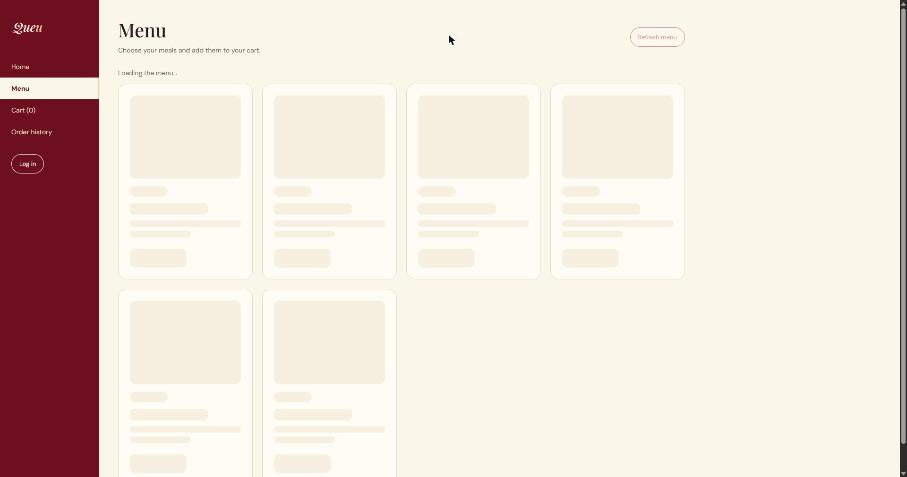 Queu
Home
Menu
Cart (0)
Order history
Log in
Menu
Choose your meals and add them to your cart.
Refresh menu
Loading the menu...